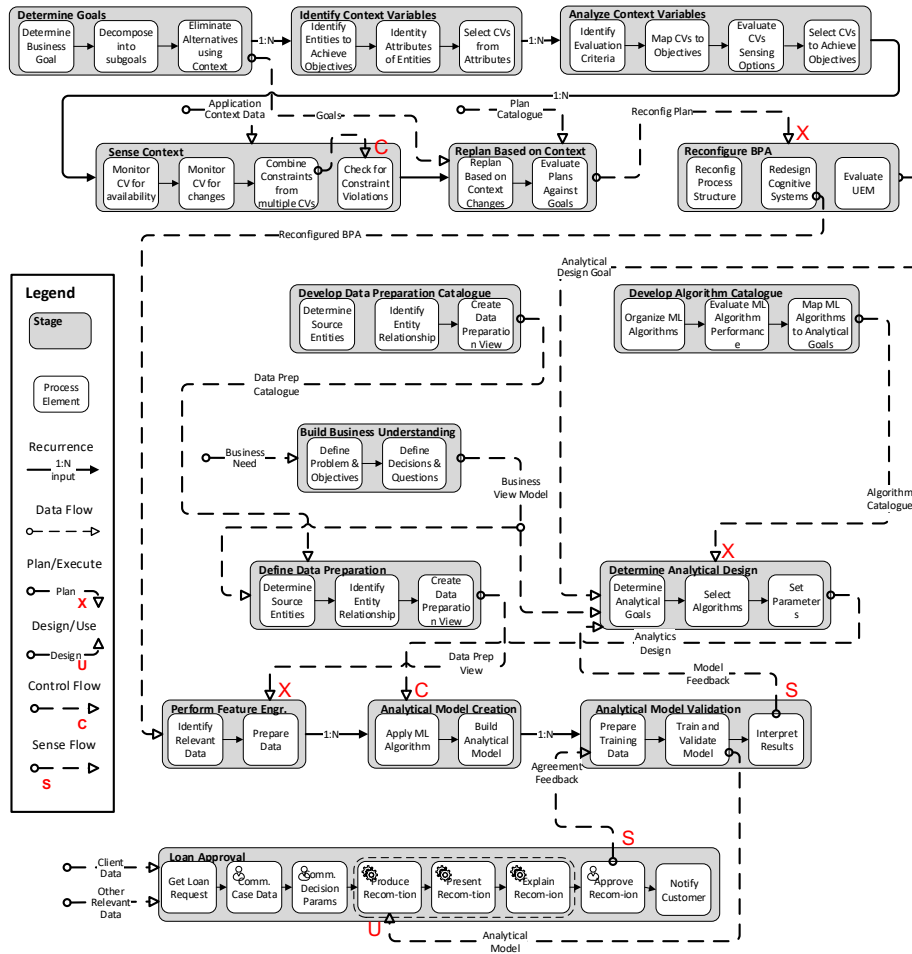 Determine Goals
Determine
Business
Goal
Decompose
into
subgoals
Eliminate
Alternatives
using
Context
1:N
Identify Context Variables
Identify
Entities to
Achieve
Objectives
Identity
Attributes
of Entities
Select CVs
from
Attributes
1:N
Analyze Context Variables
Identify
Evaluation
Criteria
Map CVs to
Objectives
Evaluate
CVs
Sensing
Options
Select CVs
to Achieve
Objectives
1:N
Application
Context Data
Goals
Plan
Catalogue
Reconfig Plan
X
C
Sense Context
Monitor
CV for
availability
Monitor
CV for
changes
Combine
Constraints
from
multiple CVs
Check for
Constraint
Violations
Replan Based on Context
Replan
Based on
Context
Changes
Evaluate
Plans
Against
Goals
Reconfigure BPA
Reconfig
Process
Structure
Redesign
Cognitive
Systems
Evaluate
UEM
Reconfigured BPA
Analytical
Design Goal
Legend
Stage
Process
Element
Recurrence
1:N
input
Data Flow
Plan/Execute
Plan
X
Design/Use
Design
U
Control Flow
C
Sense Flow
S
Develop Data Preparation Catalogue
Determine
Source
Entities
Identify
Entity
Relationship
Create
Data
Preparatio
n View
Develop Algorithm Catalogue
Organize ML
Algorithms
Evaluate ML
Algorithm
Performanc
e
Map ML
Algorithms
to Analytical
Goals
Data Prep
Catalogue
Build Business Understanding
Business
Need
Define
Problem &
Objectives
Define
Decisions &
Questions
Business
View Model
Algorithm
Catalogue
X
Define Data Preparation
Determine
Source
Entities
Identify
Entity
Relationship
Create
Data
Preparatio
n View
Determine Analytical Design
Determine
Analytical
Goals
Select
Algorithms
Set
Parameter
s
Analytics
Design
Data Prep
View
Model
Feedback
X
C
S
Perform Feature Engr.
Identify
Relevant
Data
Prepare
Data
1:N
Analytical Model Creation
Apply ML
Algorithm
Build
Analytical
Model
1:N
Analytical Model Validation
Prepare
Training
Data
Train and
Validate
Model
Interpret
Results
Agreement
Feedback
S
Client
Data
Other
Relevant
Data
Loan Approval
Get Loan
Request
Comm.
Case Data
Comm.
Decision
Params
Produce
Recom-tion
Present
Recom-tion
Explain
Recom-ion
Approve
Recom-ion
Notify
Customer
U
Analytical
Model